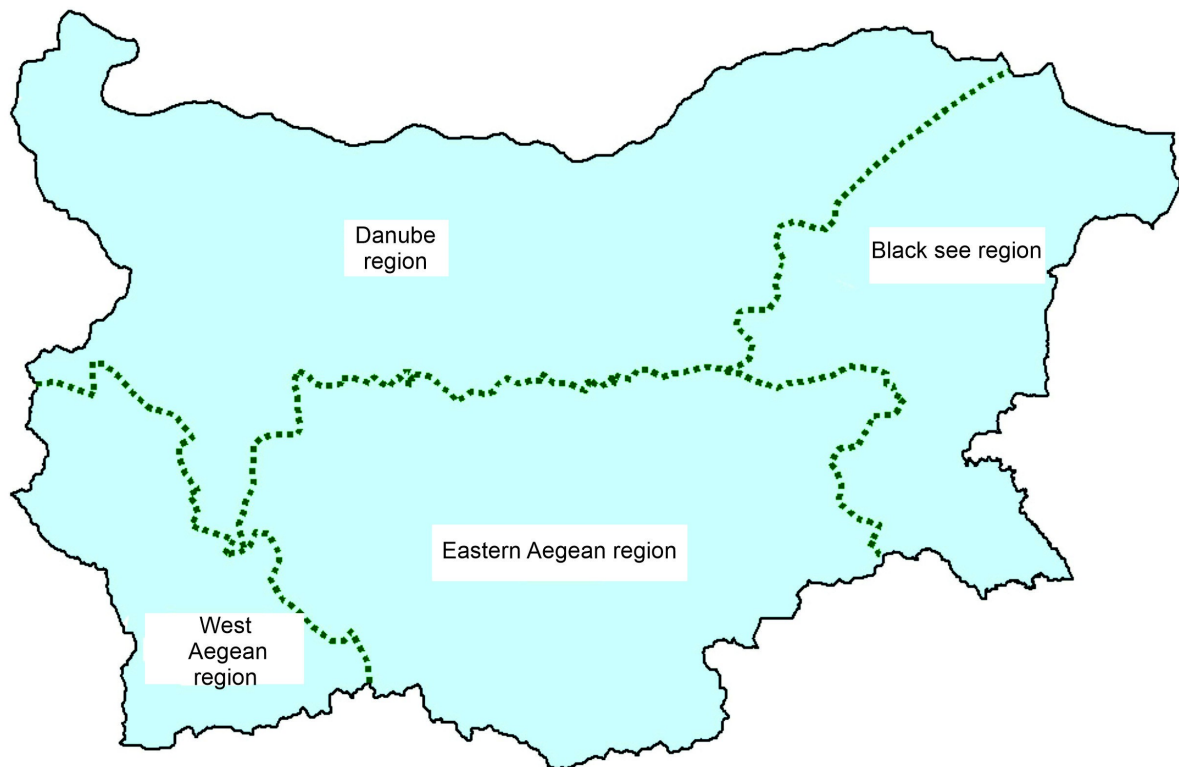 Danube
region
Black see region
Eastern Aegean region
West
Aegean
region